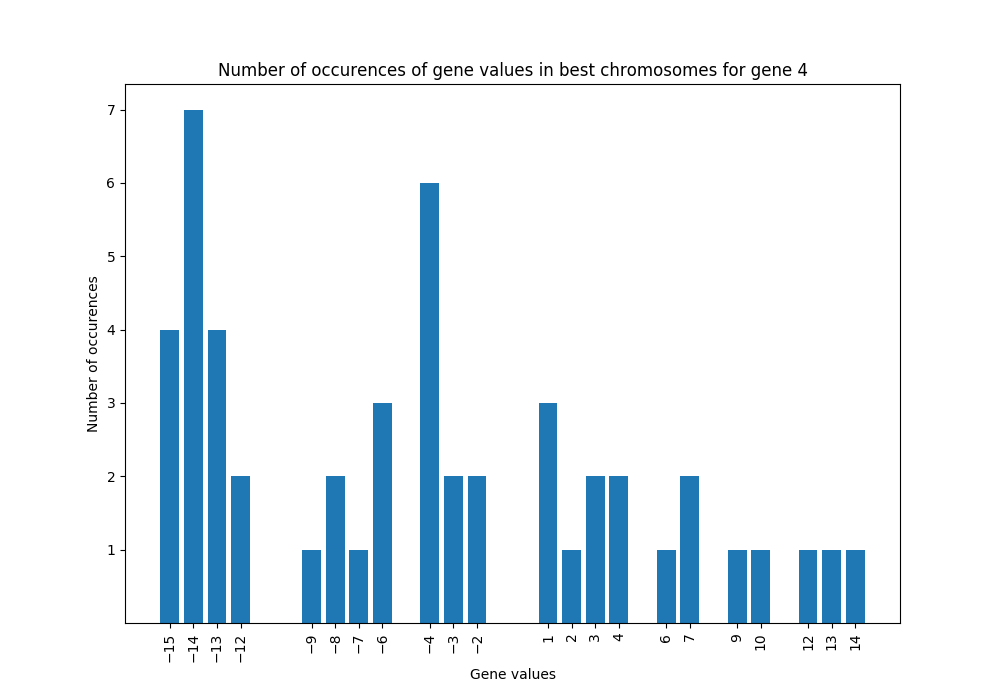 Number of occurences of gene values in best chromosomes for gene 4
7
6
5
4
3
2
1
Number of occurences
−15 −14 −13 −12 −9 −8 −7 −6 −4 −3 −2 1 2 3 4 6 7 9 10 12 13 14
Gene values